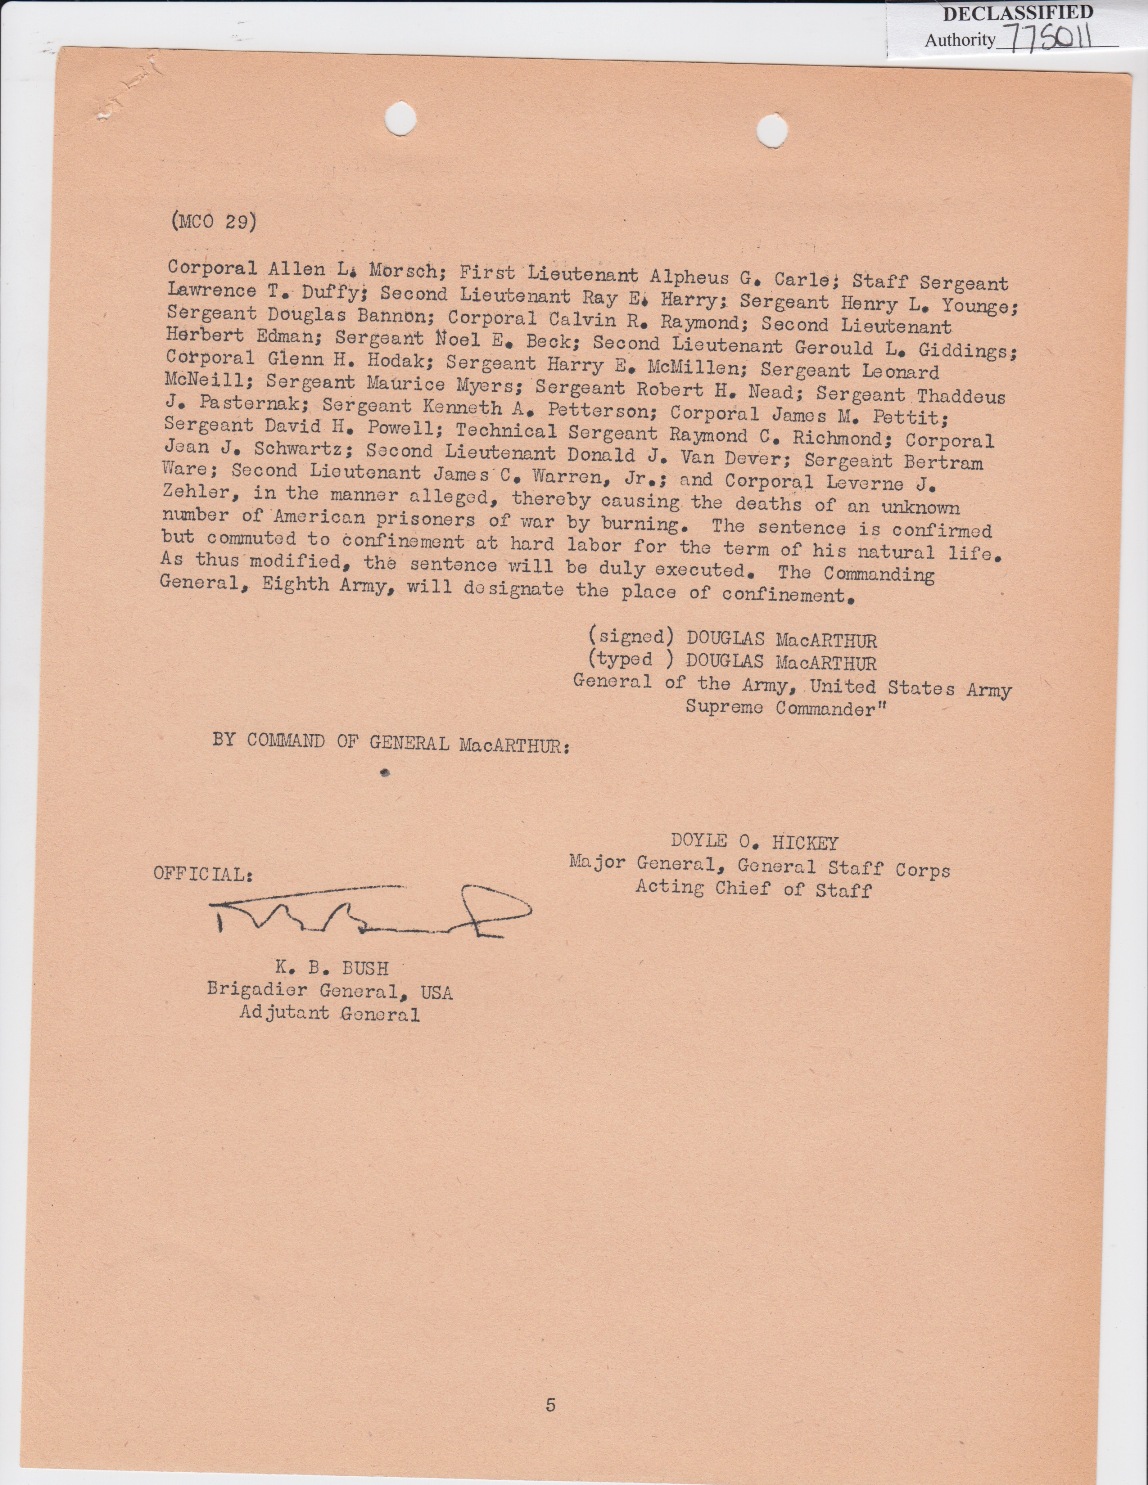 DECLASSIFIED
Authority 775011
(MCO 29)
Corporal Allen L. Morsch; First Lieutenant Alpheus G. Carle; Staff Sergeant
Lawrence T. Duffy; Second Lieutenant Ray E. Harry; Sergeant Henry L. Younge;
Sergeant Douglas Bannon; Corporal Calvin R. Raymond; Second Lieutenant
Herbert Edman; Sergeant Noel E. Beck; Second Lieutenant Gerould L. Giddings;
Corporal Glenn H. Hodak; Sergeant Harry E. McMillen; Sergeant Leonard
McNeill; Sergeant Maurice Myers; Sergeant Robert H. Nead; Sergeant Thaddeus
J. Pasternak; Sergeant Kenneth A. Petterson; Corporal James M. Pettit;
Sergeant David H. Powell; Technical Sergeant Raymond C. Richmond; Corporal
Jean J. Schwartz; Second Lieutenant Donald J. Van Dever; Sergeant Bertram
Ware; Second Lieutenant James C. Warren, Jr.; and Corporal Leverne J.
Zehler, in the manner alleged, thereby causing the deaths of an unknown
number of American prisoners of war by burning. The sentence is confirmed
but commuted to confinement at hard labor for the term of his natural life.
As thus modified, the sentence will be duly executed. The Commanding
General, Eighth Army, will designate the place of confinement.
(signed) DOUGLAS MacARTHUR
(typed ) DOUGLAS MacARTHUR
General of the Army, United States Army
Supreme Commander"
BY COMMAND OF GENERAL MacARTHUR:
DOYLE O. HICKEY
Major General, General Staff Corps
Acting Chief of Staff
OFFICIAL:
K. B. BUSH
Brigadier General, USA
Adjutant General
5